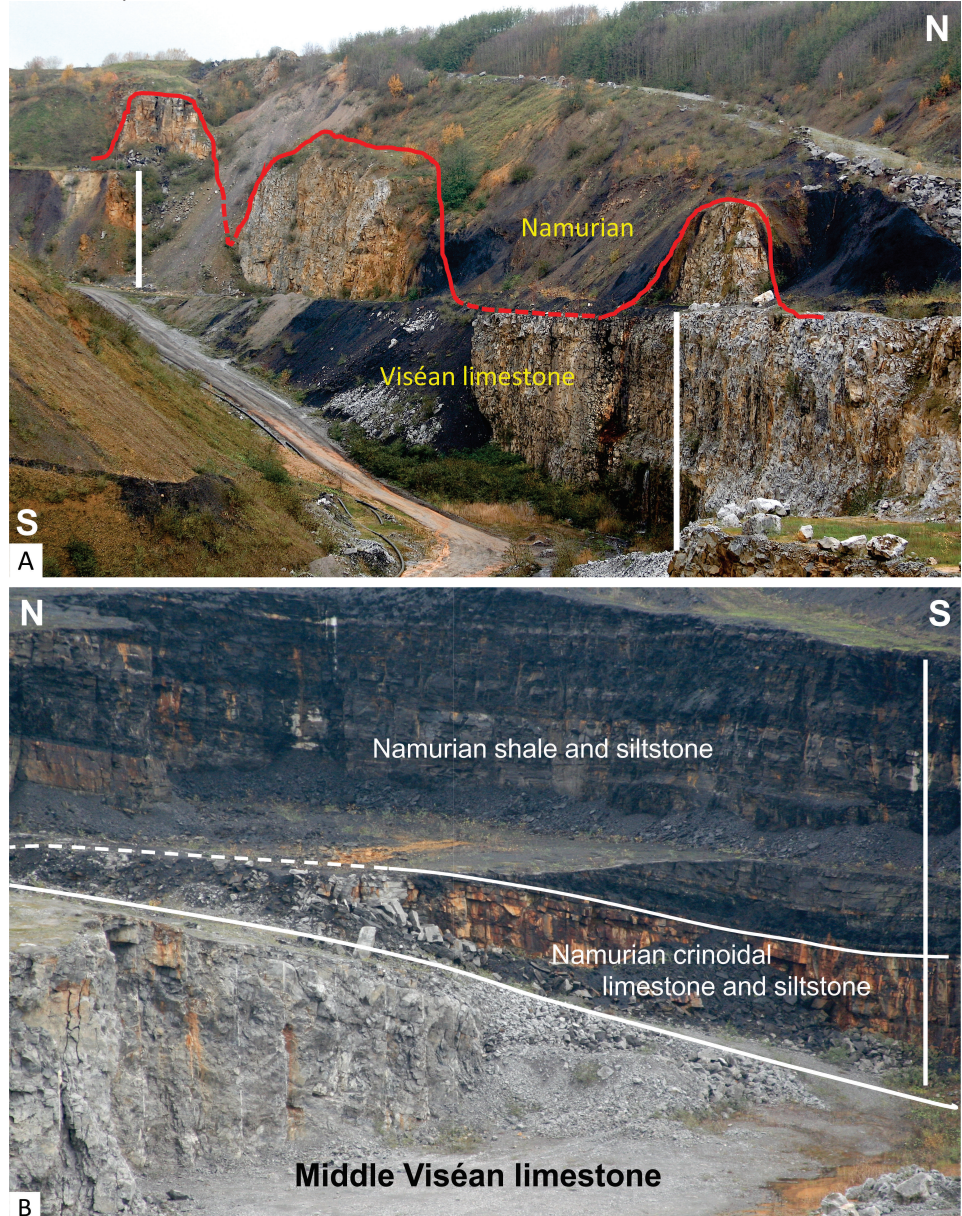 N
Namurian
Viséan limestone
S
A
N
S
Namurian shale and siltstone
Namurian crinoidal
limestone and siltstone
Middle Viséan limestone
B